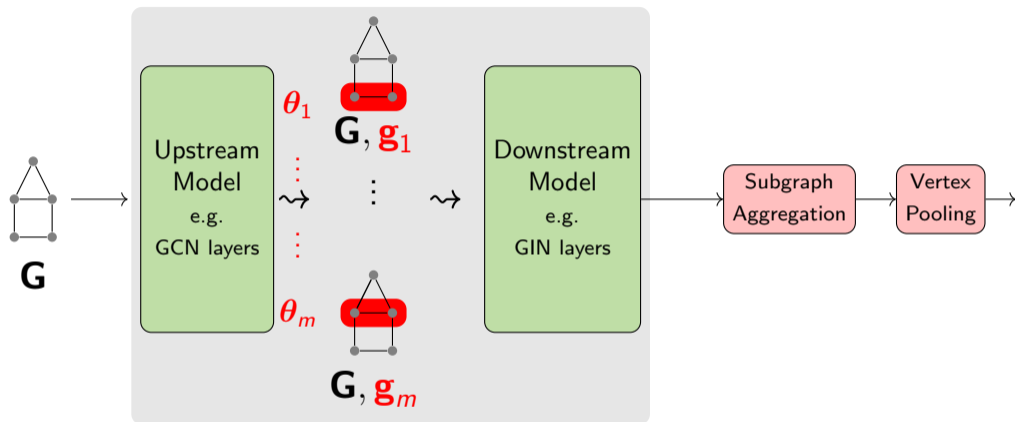 G
Upstream
Model
e.g.
GCN layers
θ₁
⋮
⋮
θₘ
G, g₁
⋮
G, gₘ
Downstream
Model
e.g.
GIN layers
Subgraph
Aggregation
Vertex
Pooling